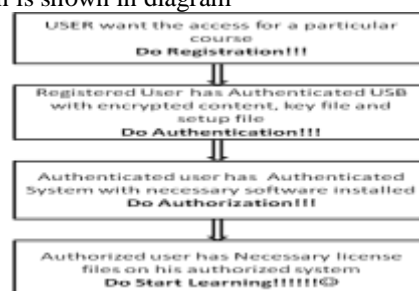 n is shown in diagram
USER want the access for a particular
course
Do Registration!!!
Registered User has Authenticated USB
with encrypted content, key file and
setup file
Do Authentication!!!
Authenticated user has Authenticated
System with necessary software installed
Do Authorization!!!
Authorized user has Necessary license
files on his authorized system
Do Start Learning!!!!!!☺